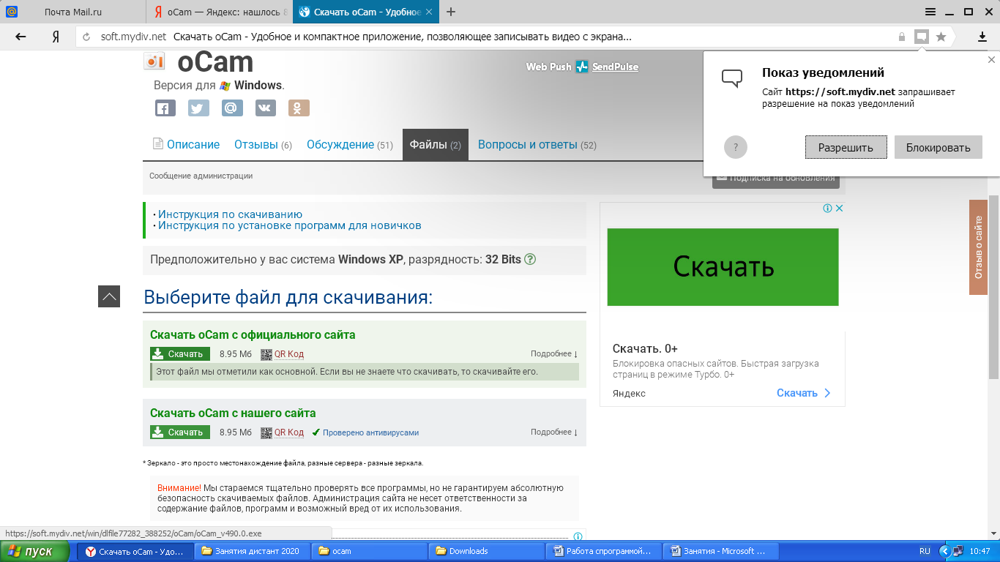 Почта Mail.ru
oCam — Яндекс: нашлось 8
Скачать oCam - Удобное
soft.mydiv.net Скачать oCam - Удобное и компактное приложение, позволяющее записывать видео с экрана...
oCam
Версия для Windows.
Web Push SendPulse
Показ уведомлений
Сайт https://soft.mydiv.net запрашивает
разрешение на показ уведомлений
?
Разрешить
Блокировать
Описание
Отзывы (6)
Обсуждение (51)
Файлы (2)
Вопросы и ответы (52)
Сообщение администрации
Подписка на обновления
• Инструкция по скачиванию
• Инструкция по установке программ для новичков
Предположительно у вас система Windows XP, разрядность: 32 Bits ?
Выберите файл для скачивания:
Скачать oCam с официального сайта
Скачать 8.95 Мб QR Код Подробнее ↓
Этот файл мы отметили как основной. Если вы не знаете что скачивать, то скачивайте его.
Скачать oCam с нашего сайта
Скачать 8.95 Мб QR Код Проверено антивирусами Подробнее ↓
* Зеркало - это просто местонахождение файла, разные сервера - разные зеркала.
Внимание! Мы стараемся тщательно проверять все программы, но не гарантируем абсолютную
безопасность скачиваемых файлов. Администрация сайта не несет ответственности за
содержание файлов, программ и возможный вред от их использования.
Скачать
Скачать. 0+
Блокировка опасных сайтов. Быстрая загрузка
страниц в режиме Турбо. 0+
Яндекс
Скачать
Отзыв о сайте
https://soft.mydiv.net/win/dlfile77282_388252/oCam/oCam_v490.0.exe
пуск
Скачать oCam - Удо...
Занятия дистант 2020
ocam
Downloads
Работа спрограммой...
Занятия - Microsoft ...
RU
10:47